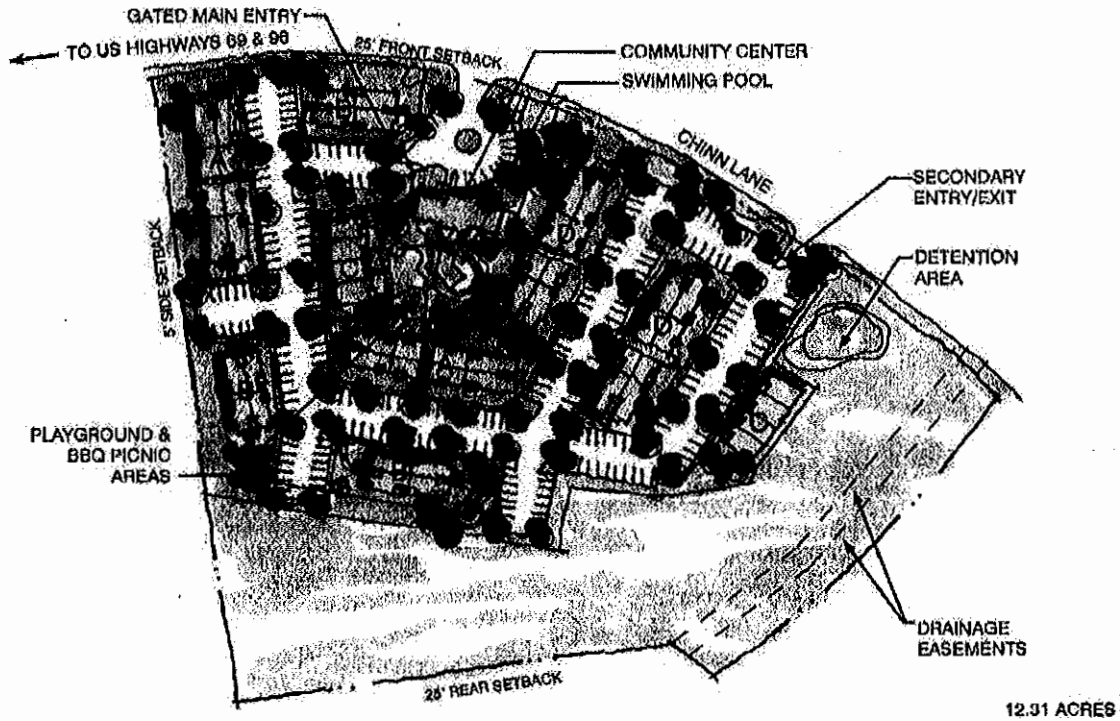 GATED MAIN ENTRY
TO US HIGHWAYS 69 & 96
25' FRONT SETBACK
COMMUNITY CENTER
SWIMMING POOL
CHINN LANE
SECONDARY
ENTRY/EXIT
DETENTION
AREA
5' SIDE SETBACK
D
C
D
PLAYGROUND &
BBQ PICNIC
AREAS
DRAINAGE
EASEMENTS
25' REAR SETBACK
12.31 ACRES